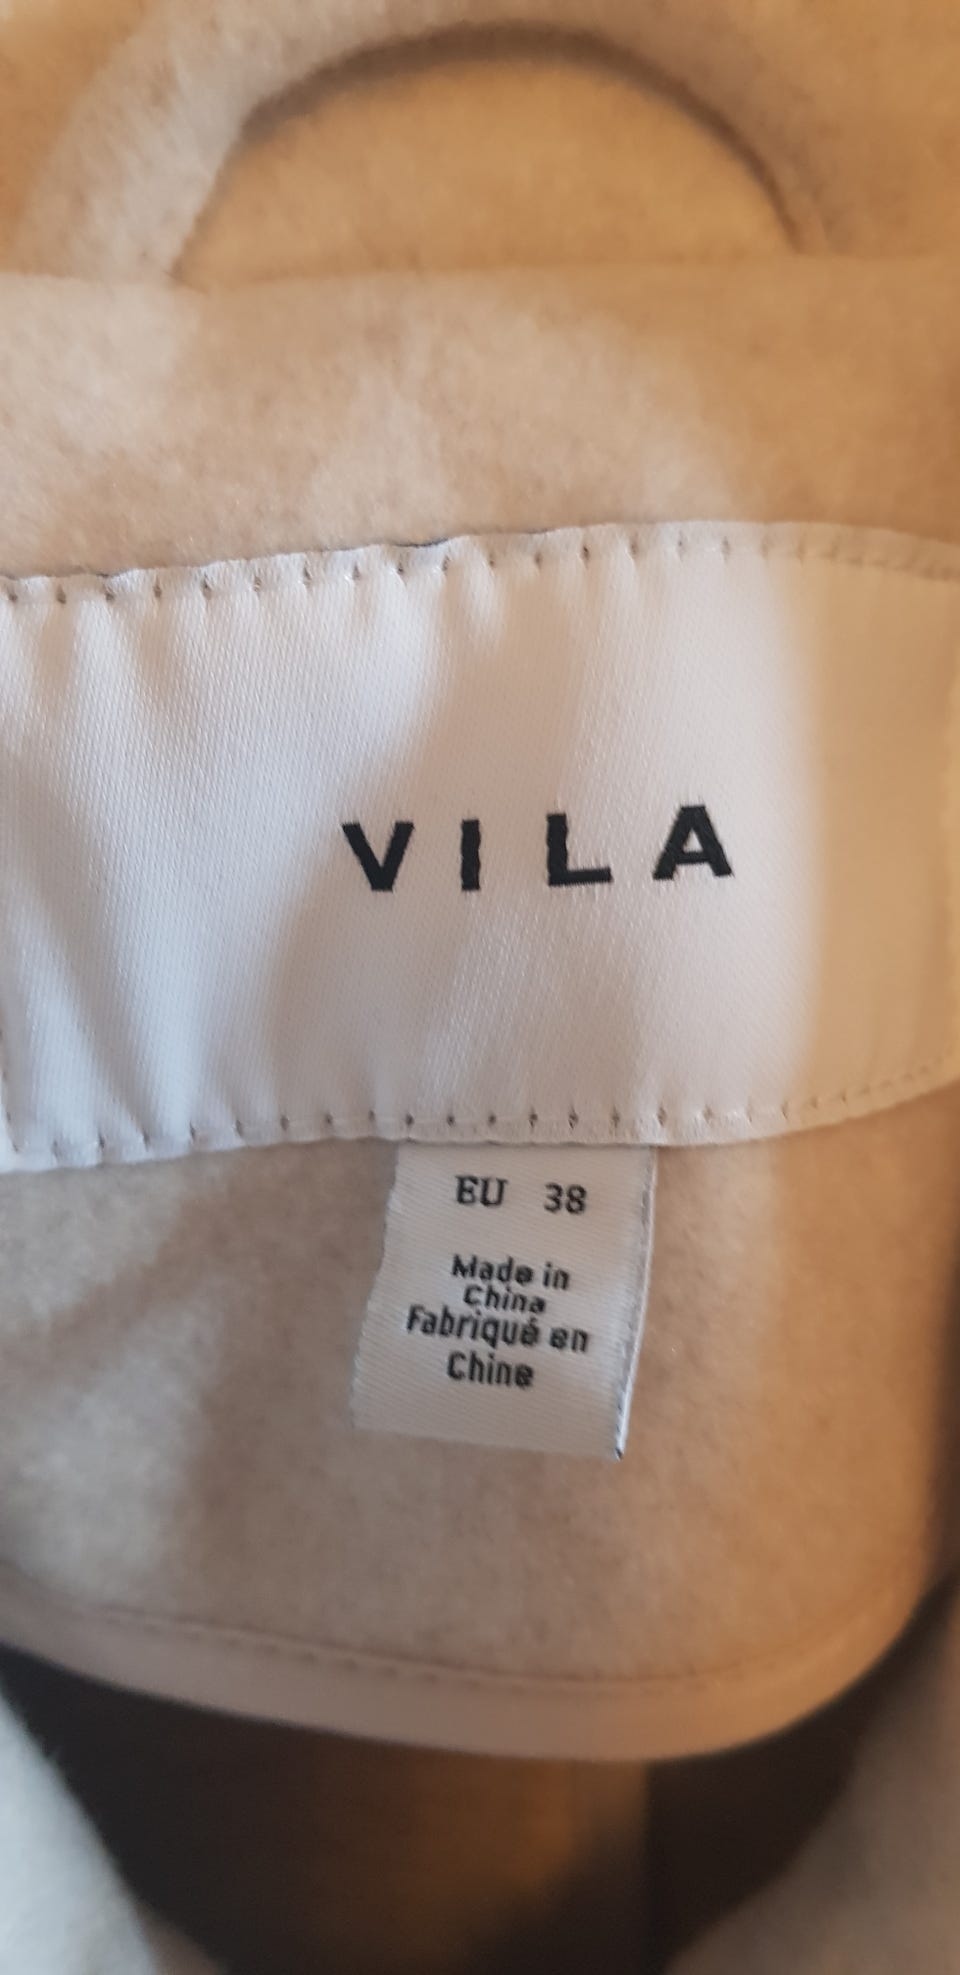 VILA
EU 38
Made in
China
Fabriqué en
Chine